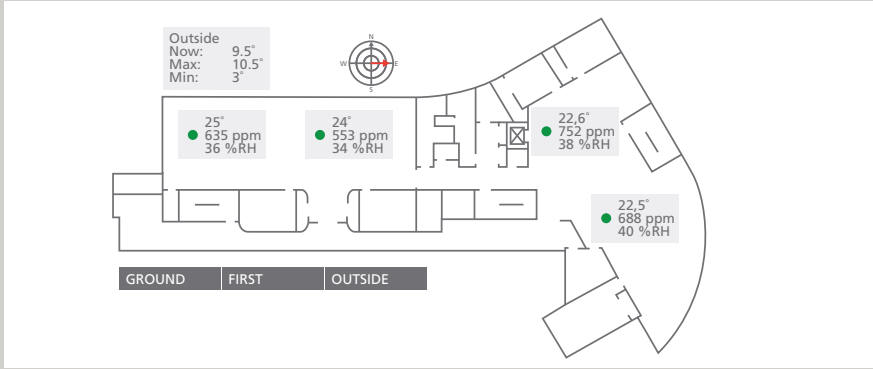 Outside
Now: 9.5°
Max: 10.5°
Min: 3°
N
W E
S
25°
635 ppm
36 %RH
24°
553 ppm
34 %RH
22,6°
752 ppm
38 %RH
22,5°
688 ppm
40 %RH
GROUND FIRST OUTSIDE